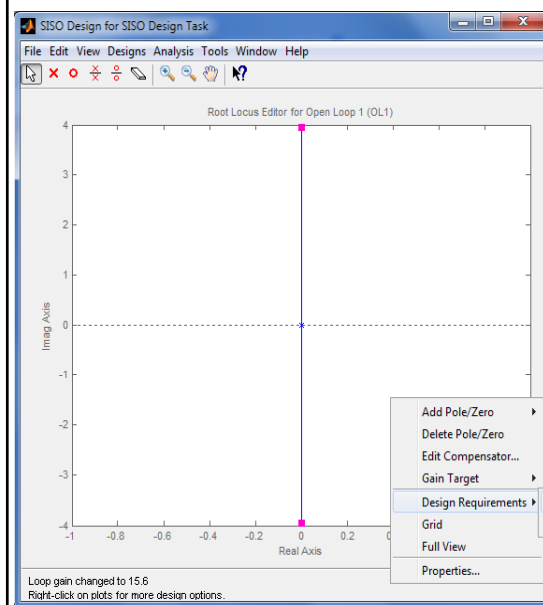 SISO Design for SISO Design Task
File Edit View Designs Analysis Tools Window Help
Root Locus Editor for Open Loop 1 (OL1)
4
3
2
1
0
-1
-2
-3
-4
Imag Axis
-1 -0.8 -0.6 -0.4 -0.2 0 0.2
Real Axis
Add Pole/Zero
Delete Pole/Zero
Edit Compensator...
Gain Target
Design Requirements
Grid
Full View
Properties...
Loop gain changed to 15.6
Right-click on plots for more design options.